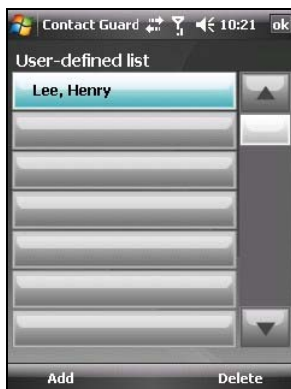 Contact Guard 10:21 ok
User-defined list
Lee, Henry
Add Delete